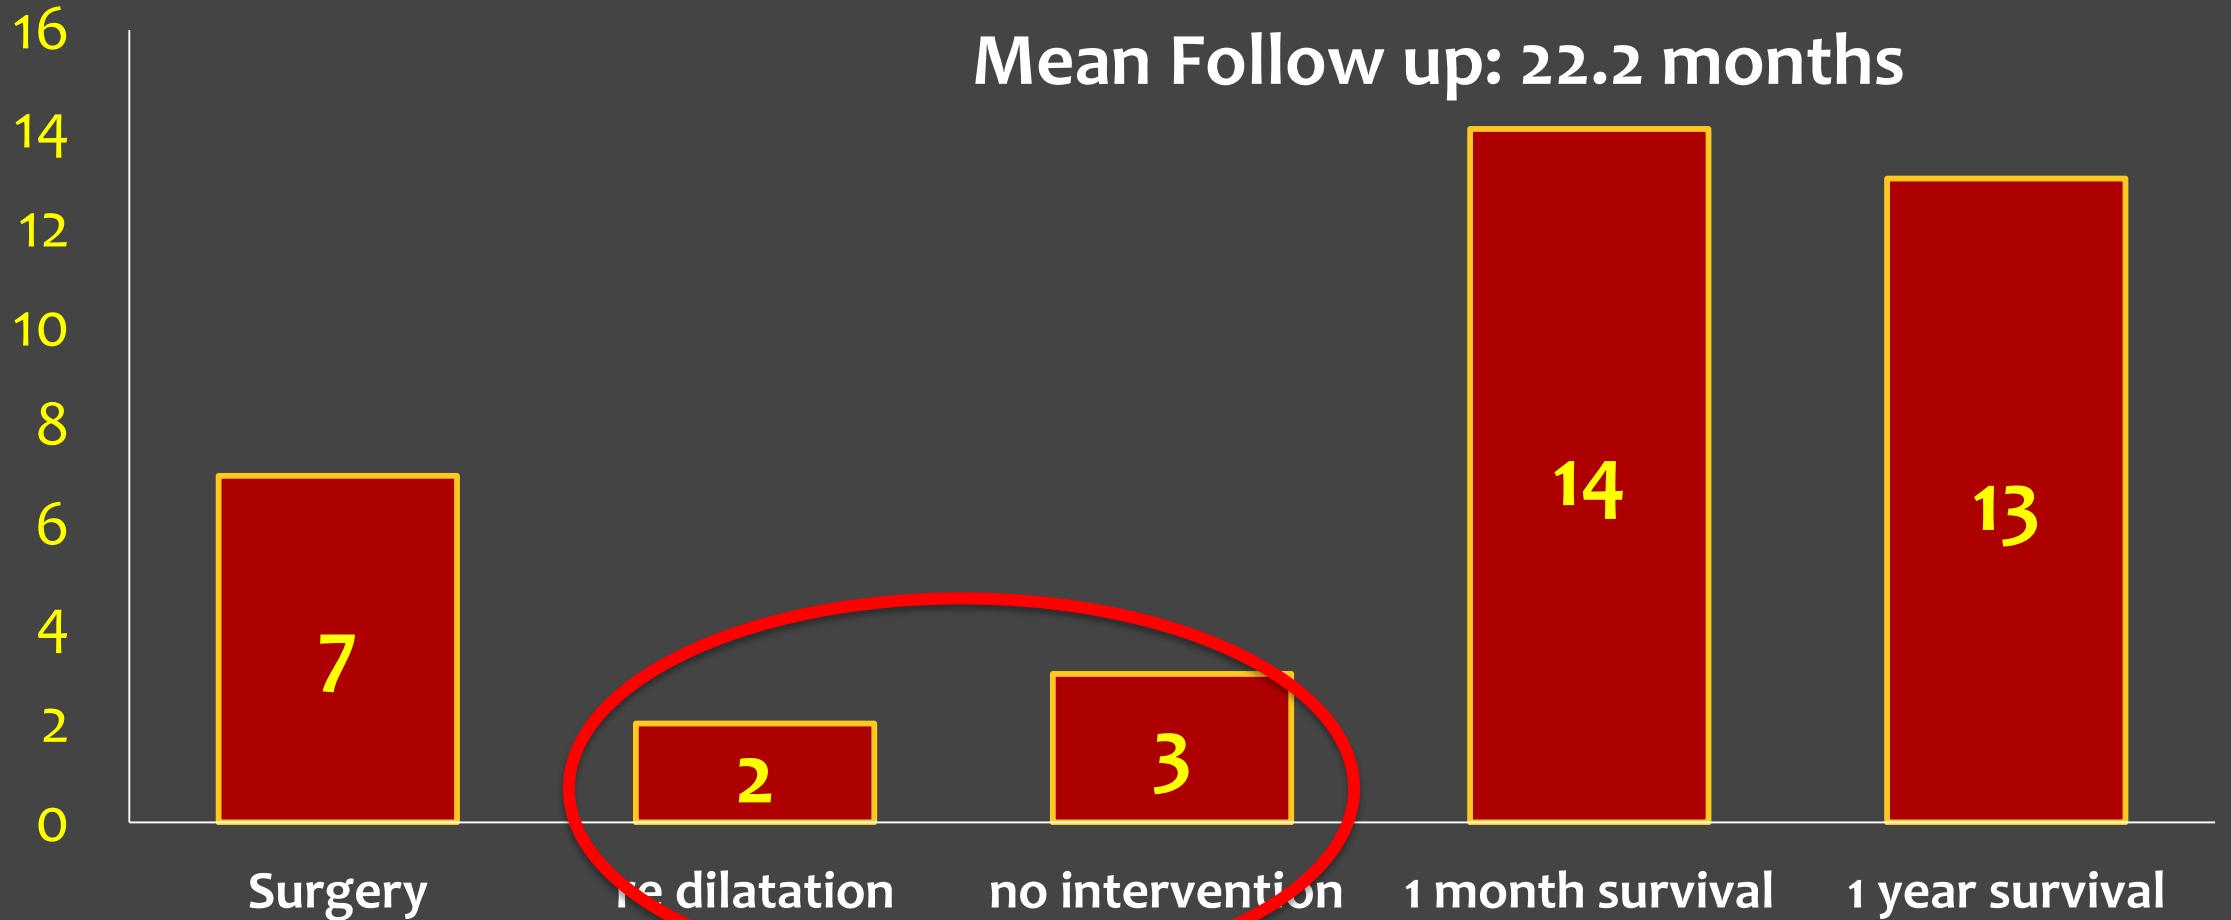 Mean Follow up: 22.2 months
16
14
12
10
8
6
4
2
0
7
2
3
14
13
Surgery
re dilatation
no intervention
1 month survival
1 year survival